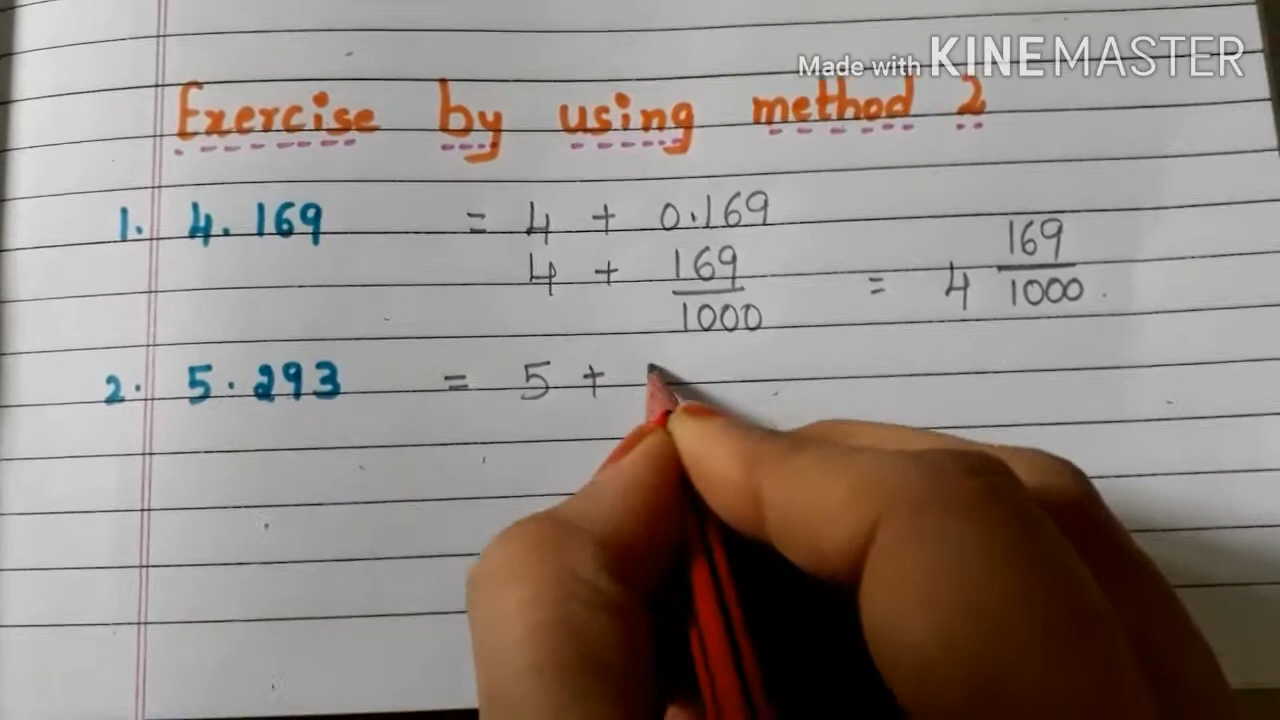 Made with KINEMASTER
Exercise by using method 2
1. 4.169 = 4 + 0.169
4 + 169/1000 = 4 169/1000
2. 5.293 = 5 +